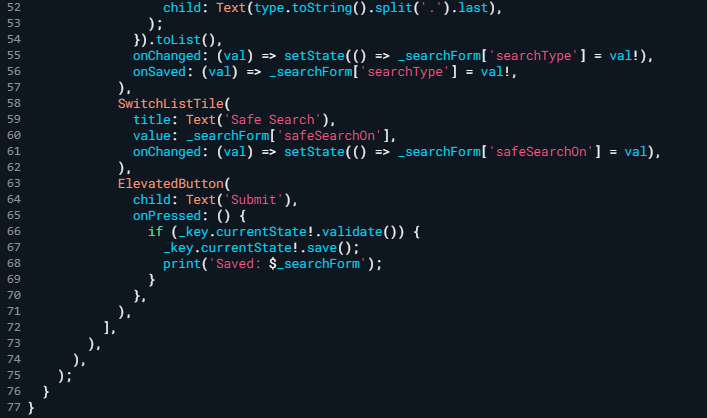 52                 child: Text(type.toString().split('.').last),
53               );
54             }).toList(),
55             onChanged: (val) => setState(() => _searchForm['searchType'] = val!),
56             onSaved: (val) => _searchForm['searchType'] = val!,
57           ),
58           SwitchListTile(
59             title: Text('Safe Search'),
60             value: _searchForm['safeSearchOn'],
61             onChanged: (val) => setState(() => _searchForm['safeSearchOn'] = val),
62           ),
63           ElevatedButton(
64             child: Text('Submit'),
65             onPressed: () {
66               if (_key.currentState!.validate()) {
67                 _key.currentState!.save();
68                 print('Saved: $_searchForm');
69               }
70             },
71           ),
72         ],
73       ),
74     ),
75   );
76 }
77 }